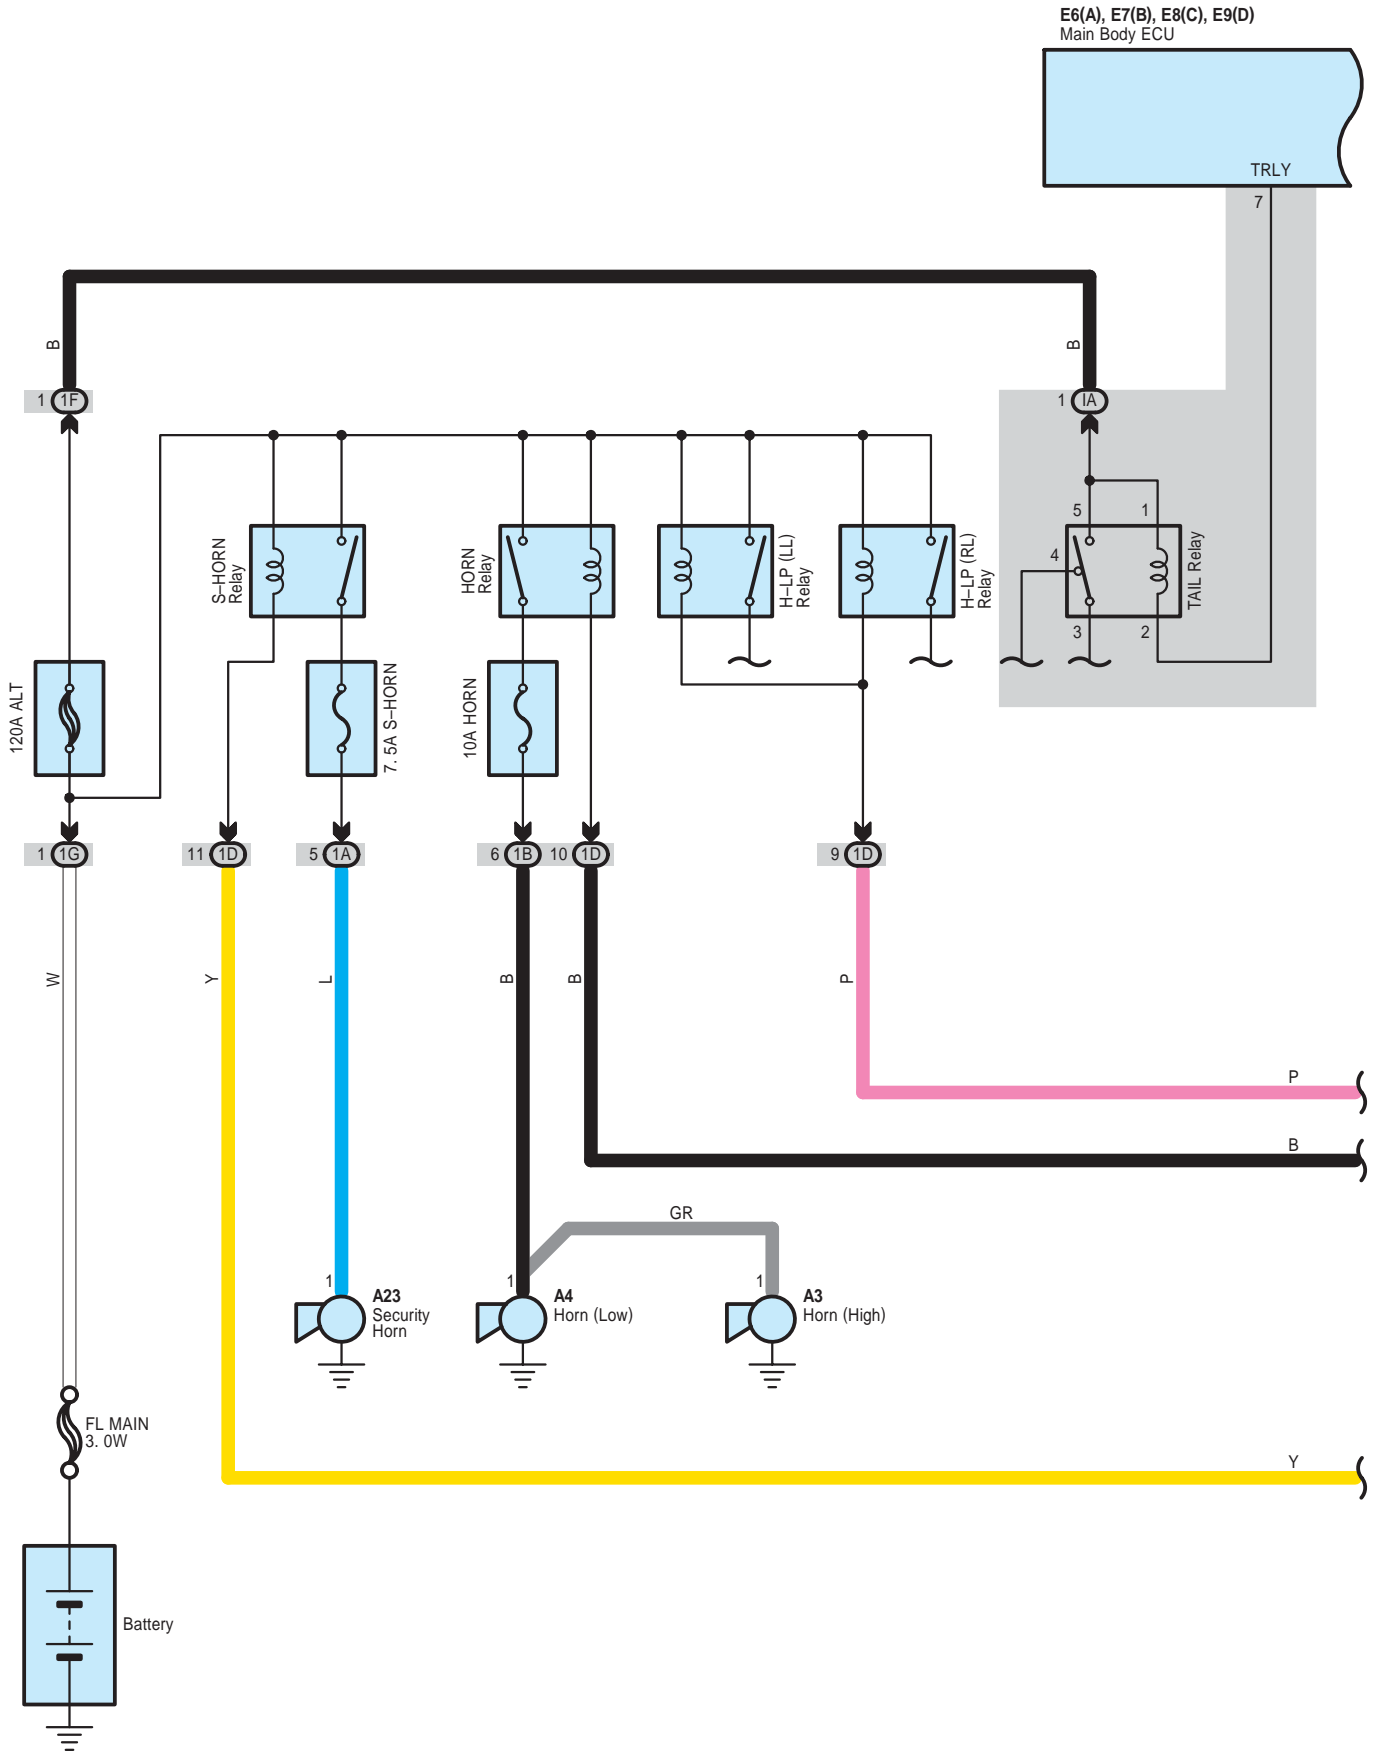 E6(A), E7(B), E8(C), E9(D)
Main Body ECU
TRLY
7
B
B
1 1F
1 IA
S–HORN
Relay
HORN
Relay
H–LP (LL)
Relay
H–LP (RL)
Relay
5
1
4
3
2
TAIL Relay
120A ALT
7. 5A S–HORN
10A HORN
1 1G
11 1D
5 1A
6 1B
10 1D
9 1D
W
Y
L
B
B
P
P
B
GR
1
A23
Security
Horn
1
A4
Horn (Low)
1
A3
Horn (High)
FL MAIN
3. 0W
Y
Battery